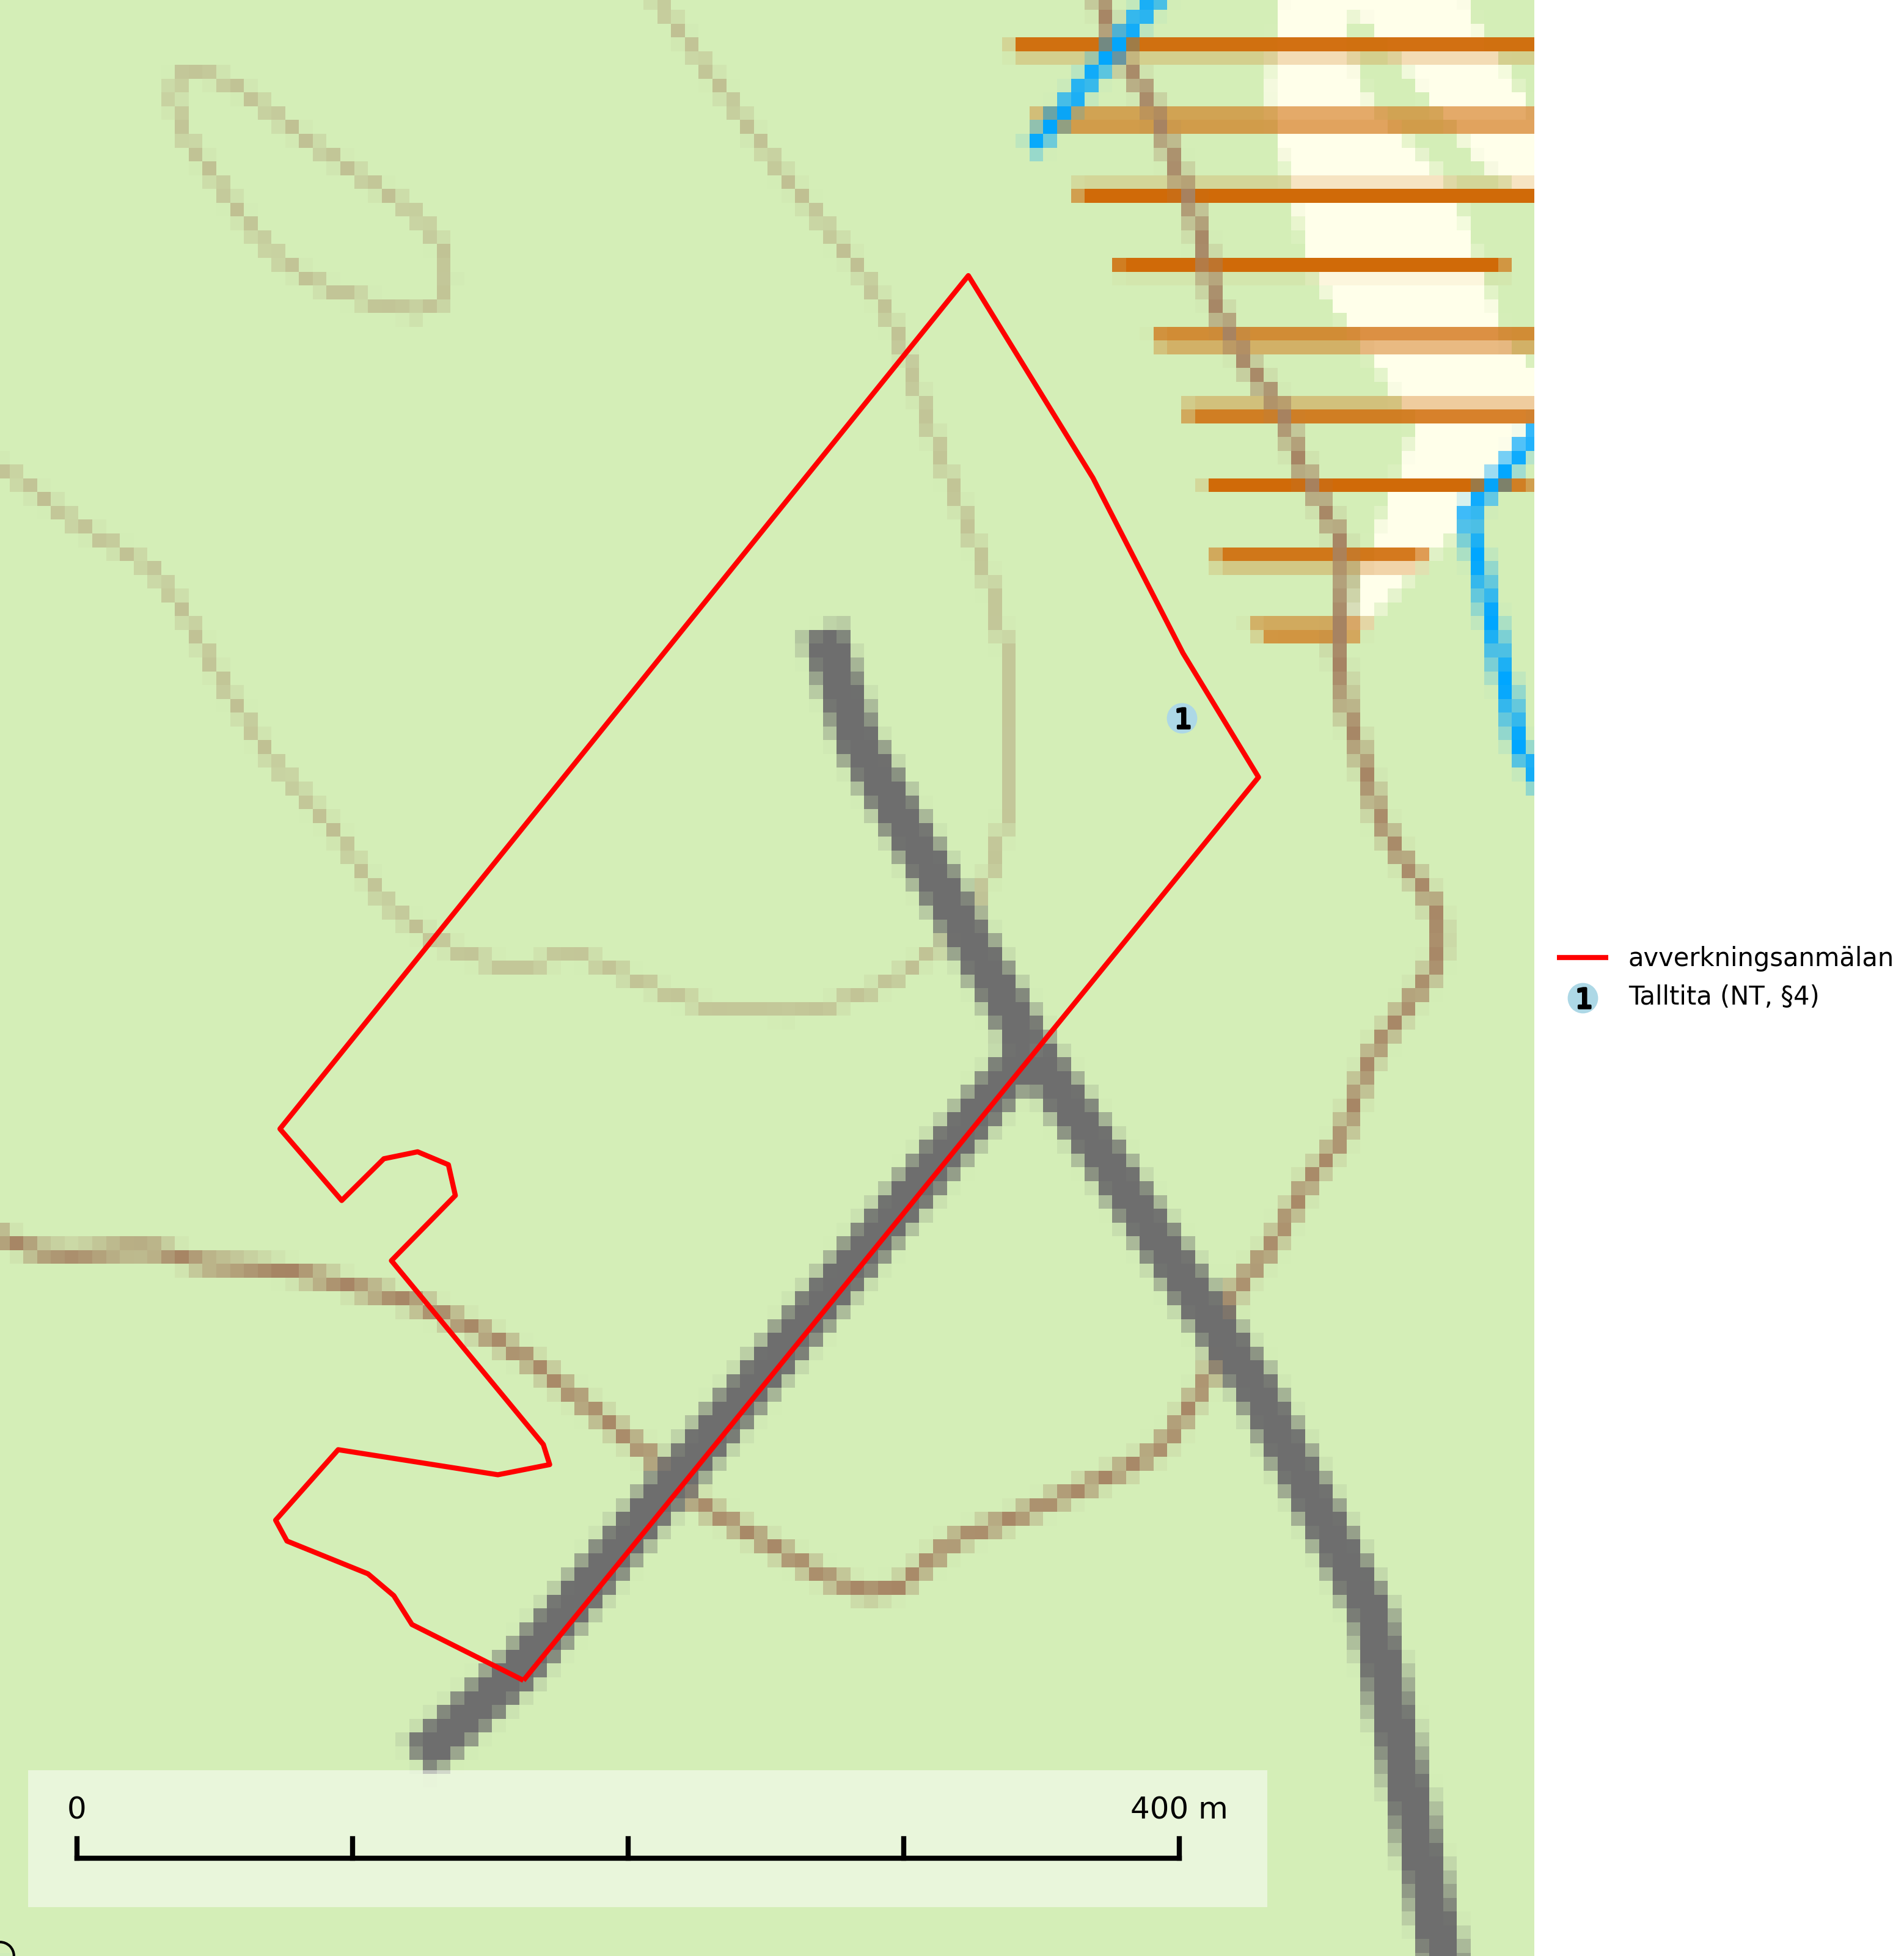 1
avverkningsanmälan
1 Talltita (NT, §4)
0 400 m